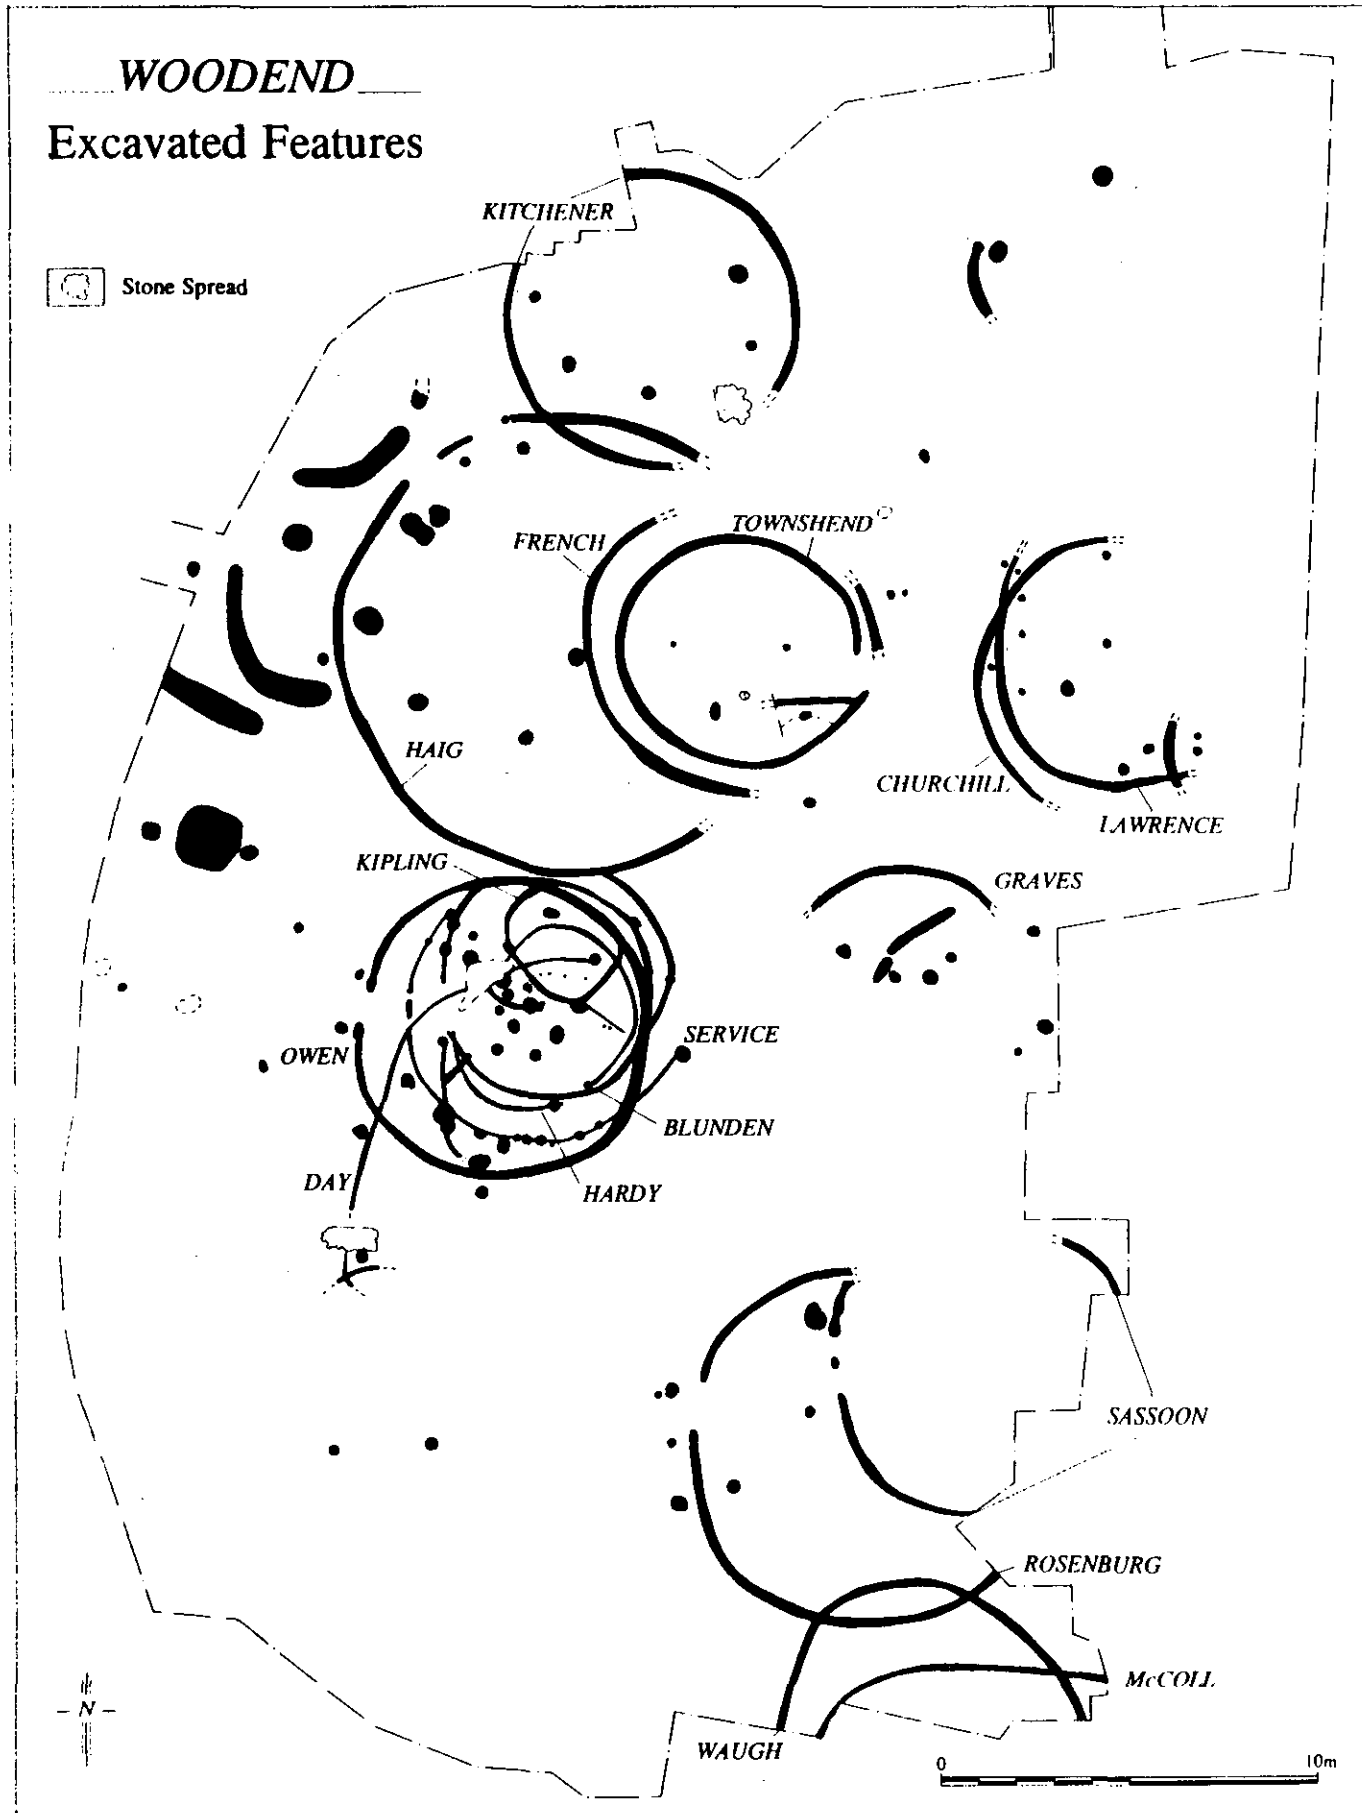 WOODEND
Excavated Features
KITCHENER
Stone Spread
TOWNSHEND
FRENCH
HAIG
CHURCHILL
LAWRENCE
KIPLING
GRAVES
SERVICE
OWEN
BLUNDEN
DAY
HARDY
SASSOON
ROSENBURG
McCOLL
N
WAUGH
0 10m